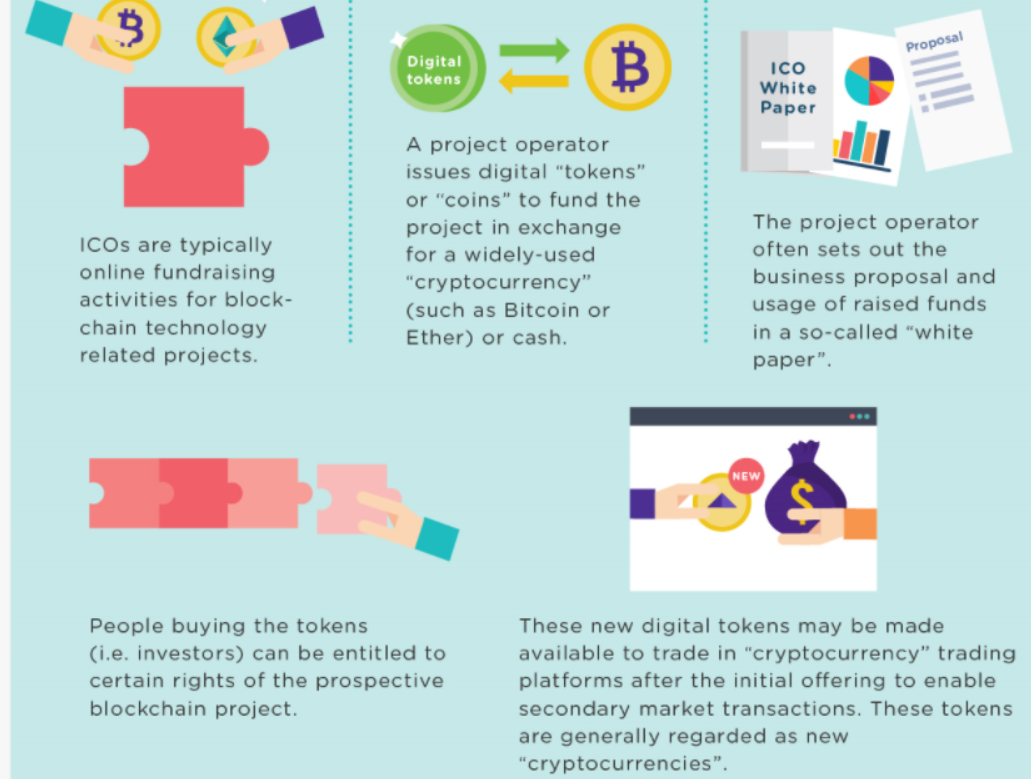 Digital
tokens
ICO
White
Paper
Proposal
ICOs are typically
online fundraising
activities for block-
chain technology
related projects.
A project operator
issues digital “tokens”
or “coins” to fund the
project in exchange
for a widely-used
“cryptocurrency”
(such as Bitcoin or
Ether) or cash.
The project operator
often sets out the
business proposal and
usage of raised funds
in a so-called “white
paper”.
NEW
$
People buying the tokens
(i.e. investors) can be entitled to
certain rights of the prospective
blockchain project.
These new digital tokens may be made
available to trade in “cryptocurrency” trading
platforms after the initial offering to enable
secondary market transactions. These tokens
are generally regarded as new
“cryptocurrencies”.